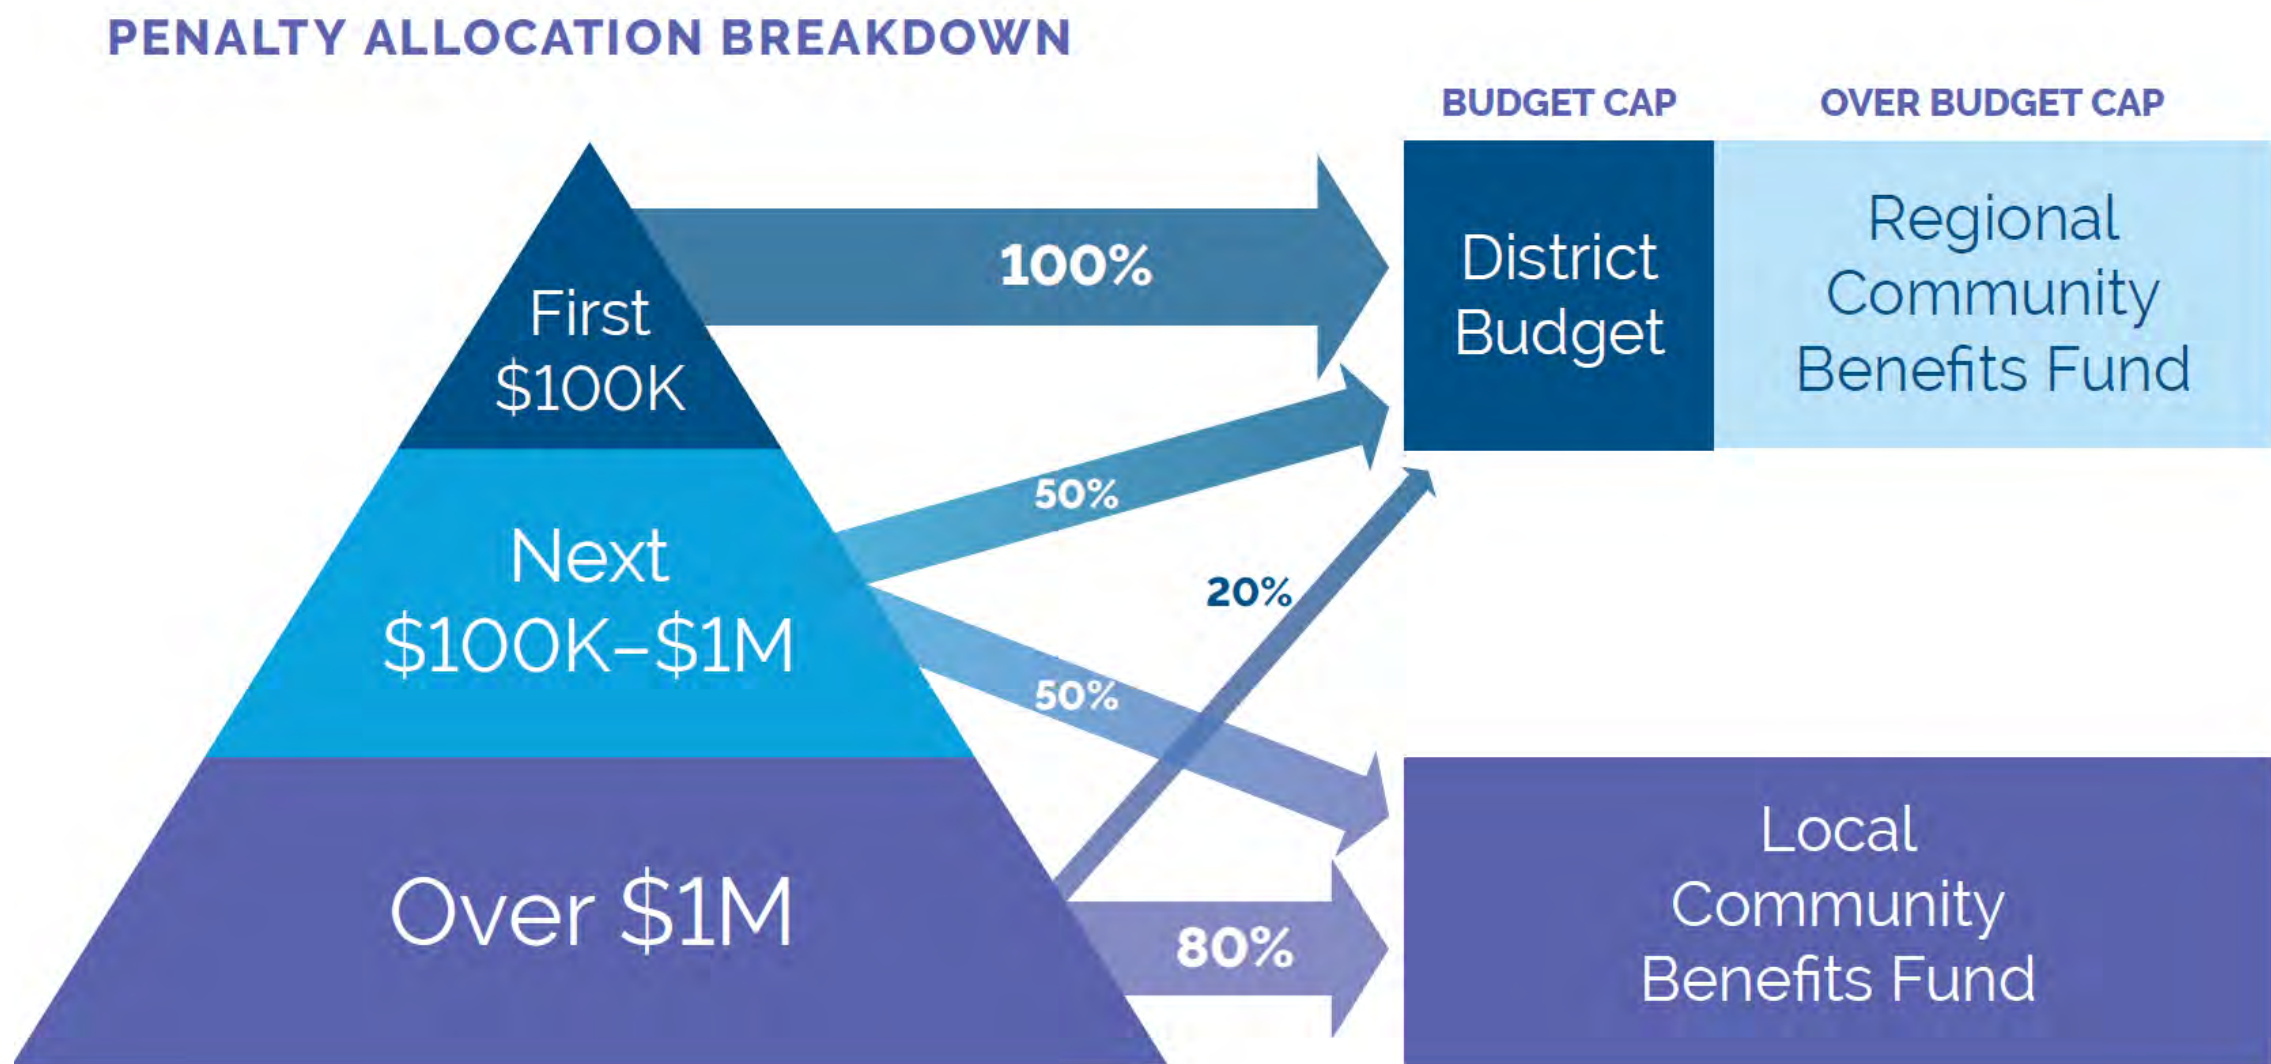 PENALTY ALLOCATION BREAKDOWN
BUDGET CAP
OVER BUDGET CAP
First
$100K
100%
District
Budget
Regional
Community
Benefits Fund
Next
$100K–$1M
50%
20%
50%
Over $1M
80%
Local
Community
Benefits Fund